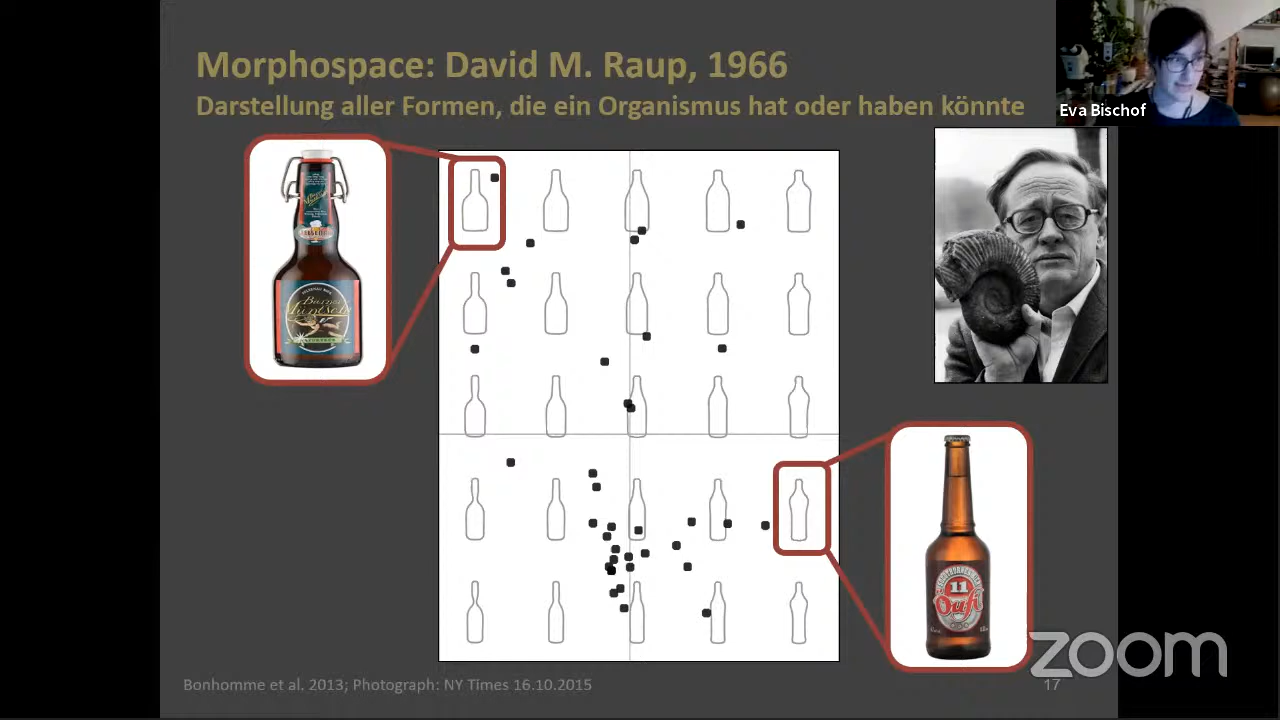 Morphospace: David M. Raup, 1966
Darstellung aller Formen, die ein Organismus hat oder haben könnte
Eva Bischof
11
Oufi
Bonhomme et al. 2013; Photograph: NY Times 16.10.2015
17
zoom